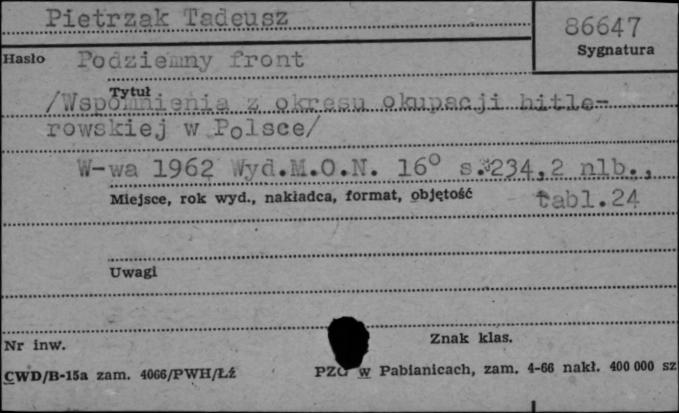 Pietrzak Tadeusz
86647
Sygnatura
Hasło
Podziemny front
Tytuł
/Wspomnienia z okresu okupacji hitle-
rowskiej w Polsce/
W-wa 1962 Wyd.M.O.N. 16° s.234,2 nlb.,
Miejsce, rok wyd., nakładca, format, objętość
tabl.24
Uwagi
Nr inw.
Znak klas.
CWD/B-15a zam. 4066/PWH/Łź
PZG w Pabianicach, zam. 4-66 nakł. 400 000 sz